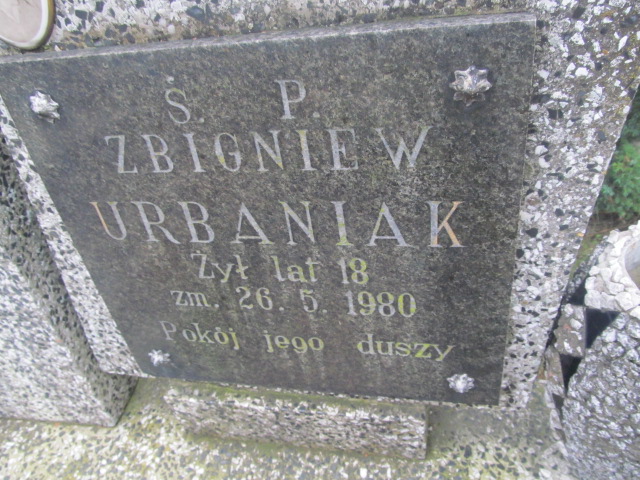 Ś. P.
ZBIGNIEW
URBANIAK
Żył lat 18
zm. 26. 5. 1980
Pokój jego duszy